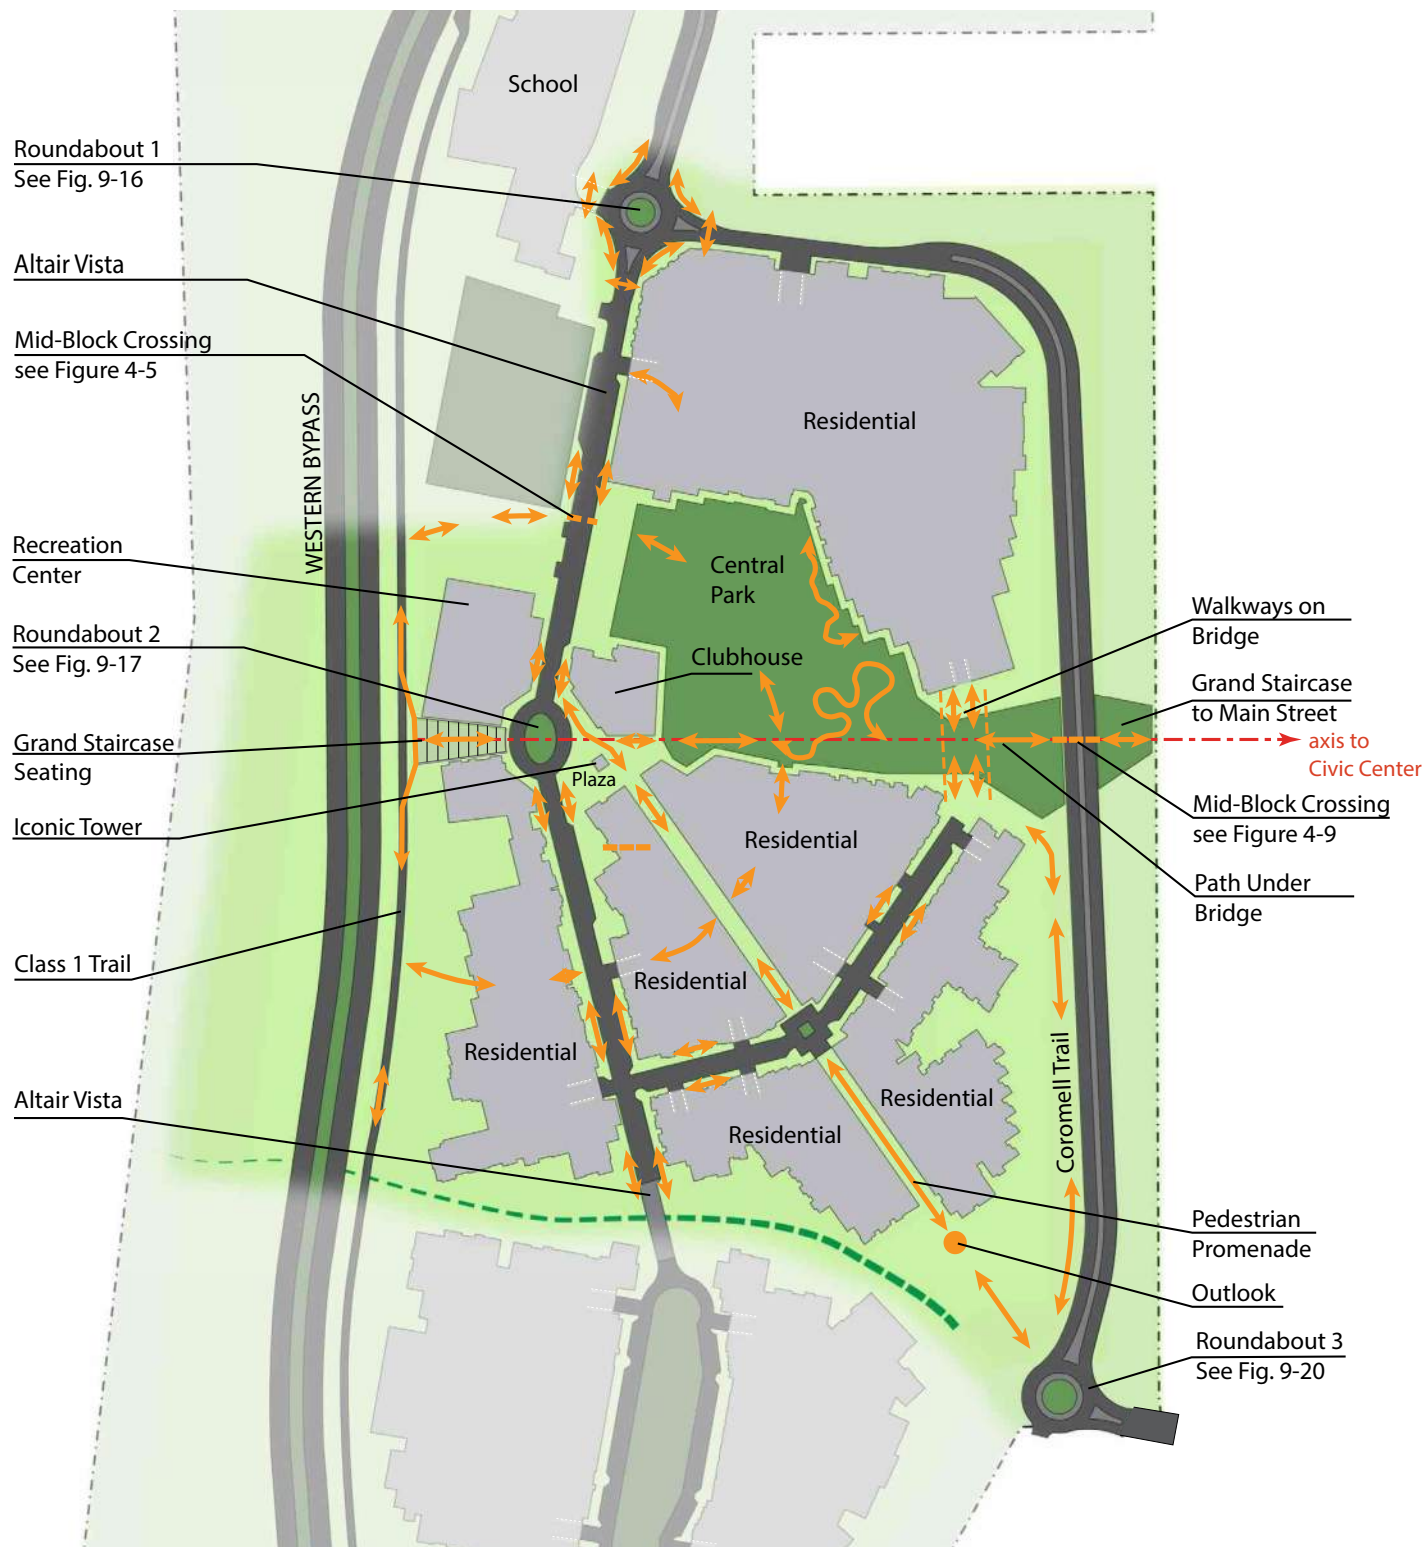 School
Roundabout 1
See Fig. 9-16
Altair Vista
Mid-Block Crossing
see Figure 4-5
WESTERN BYPASS
Residential
Recreation
Center
Central
Park
Roundabout 2
See Fig. 9-17
Clubhouse
Walkways on
Bridge
Grand Staircase
to Main Street
Grand Staircase
Seating
axis to
Civic Center
Plaza
Iconic Tower
Mid-Block Crossing
see Figure 4-9
Residential
Path Under
Bridge
Class 1 Trail
Residential
Residential
Coromell Trail
Altair Vista
Residential
Residential
Pedestrian
Promenade
Outlook
Roundabout 3
See Fig. 9-20